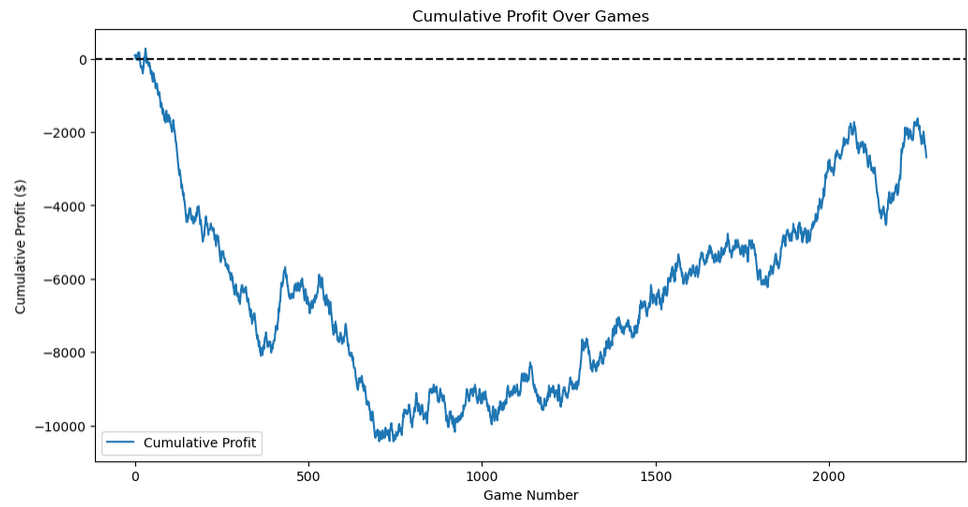 Cumulative Profit Over Games
Cumulative Profit ($)
0
−2000
−4000
−6000
−8000
−10000
Cumulative Profit
0 500 1000 1500 2000
Game Number